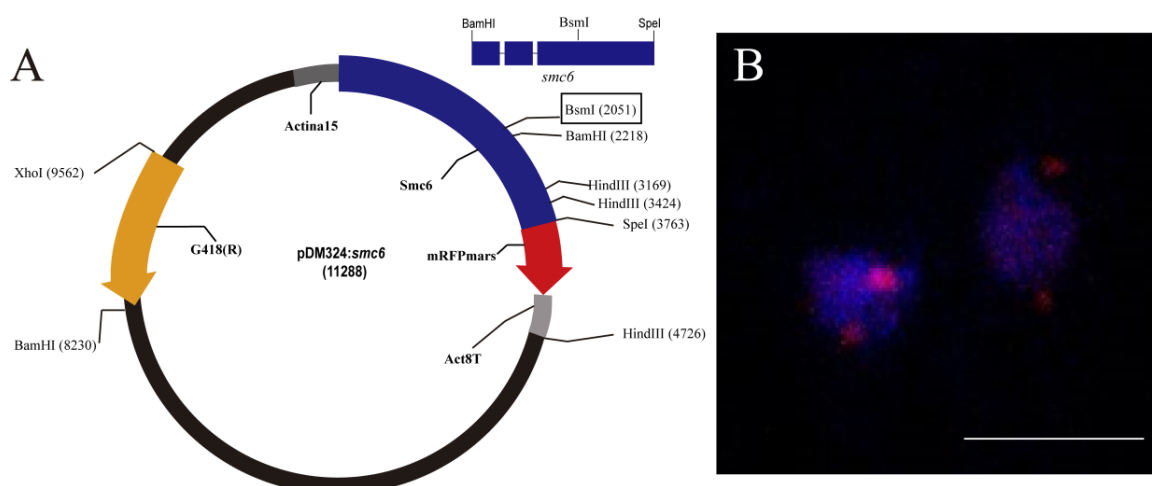 A
BamHI
BsmI
SpeI
smc6
B
Actina15
BsmI (2051)
BamHI (2218)
XhoI (9562)
Smc6
HindIII (3169)
HindIII (3424)
SpeI (3763)
G418(R)
pDM324:smc6
(11288)
mRFPmars
BamHI (8230)
Act8T
HindIII (4726)